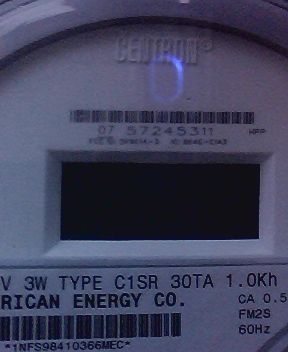 CENTRON®
07 57245311
V 3W TYPE C1SR 30TA 1.0Kh
RICAN ENERGY CO.
CA 0.5
FM2S
60Hz
*1NFS98410366MEC*